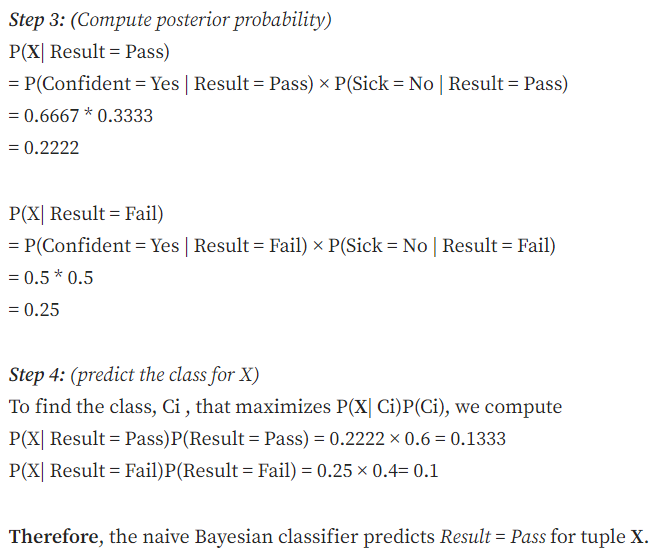 Step 3: (Compute posterior probability)
P(X| Result = Pass)
= P(Confident = Yes | Result = Pass) × P(Sick = No | Result = Pass)
= 0.6667 * 0.3333
= 0.2222
P(X| Result = Fail)
= P(Confident = Yes | Result = Fail) × P(Sick = No | Result = Fail)
= 0.5 * 0.5
= 0.25
Step 4: (predict the class for X)
To find the class, Ci , that maximizes P(X| Ci)P(Ci), we compute
P(X| Result = Pass)P(Result = Pass) = 0.2222 × 0.6 = 0.1333
P(X| Result = Fail)P(Result = Fail) = 0.25 × 0.4= 0.1
Therefore, the naive Bayesian classifier predicts Result = Pass for tuple X.